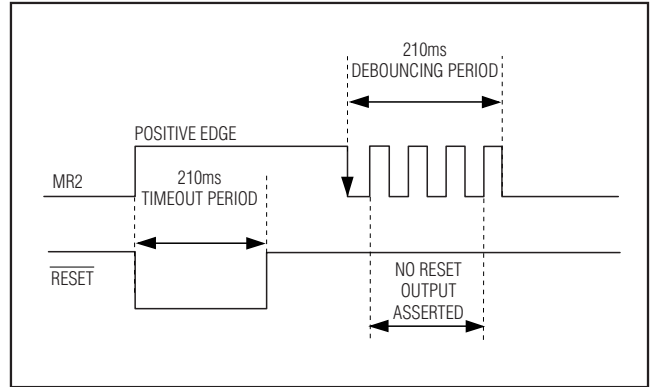 210ms
DEBOUNCING PERIOD
POSITIVE EDGE
MR2
210ms
TIMEOUT PERIOD
RESET
NO RESET
OUTPUT
ASSERTED